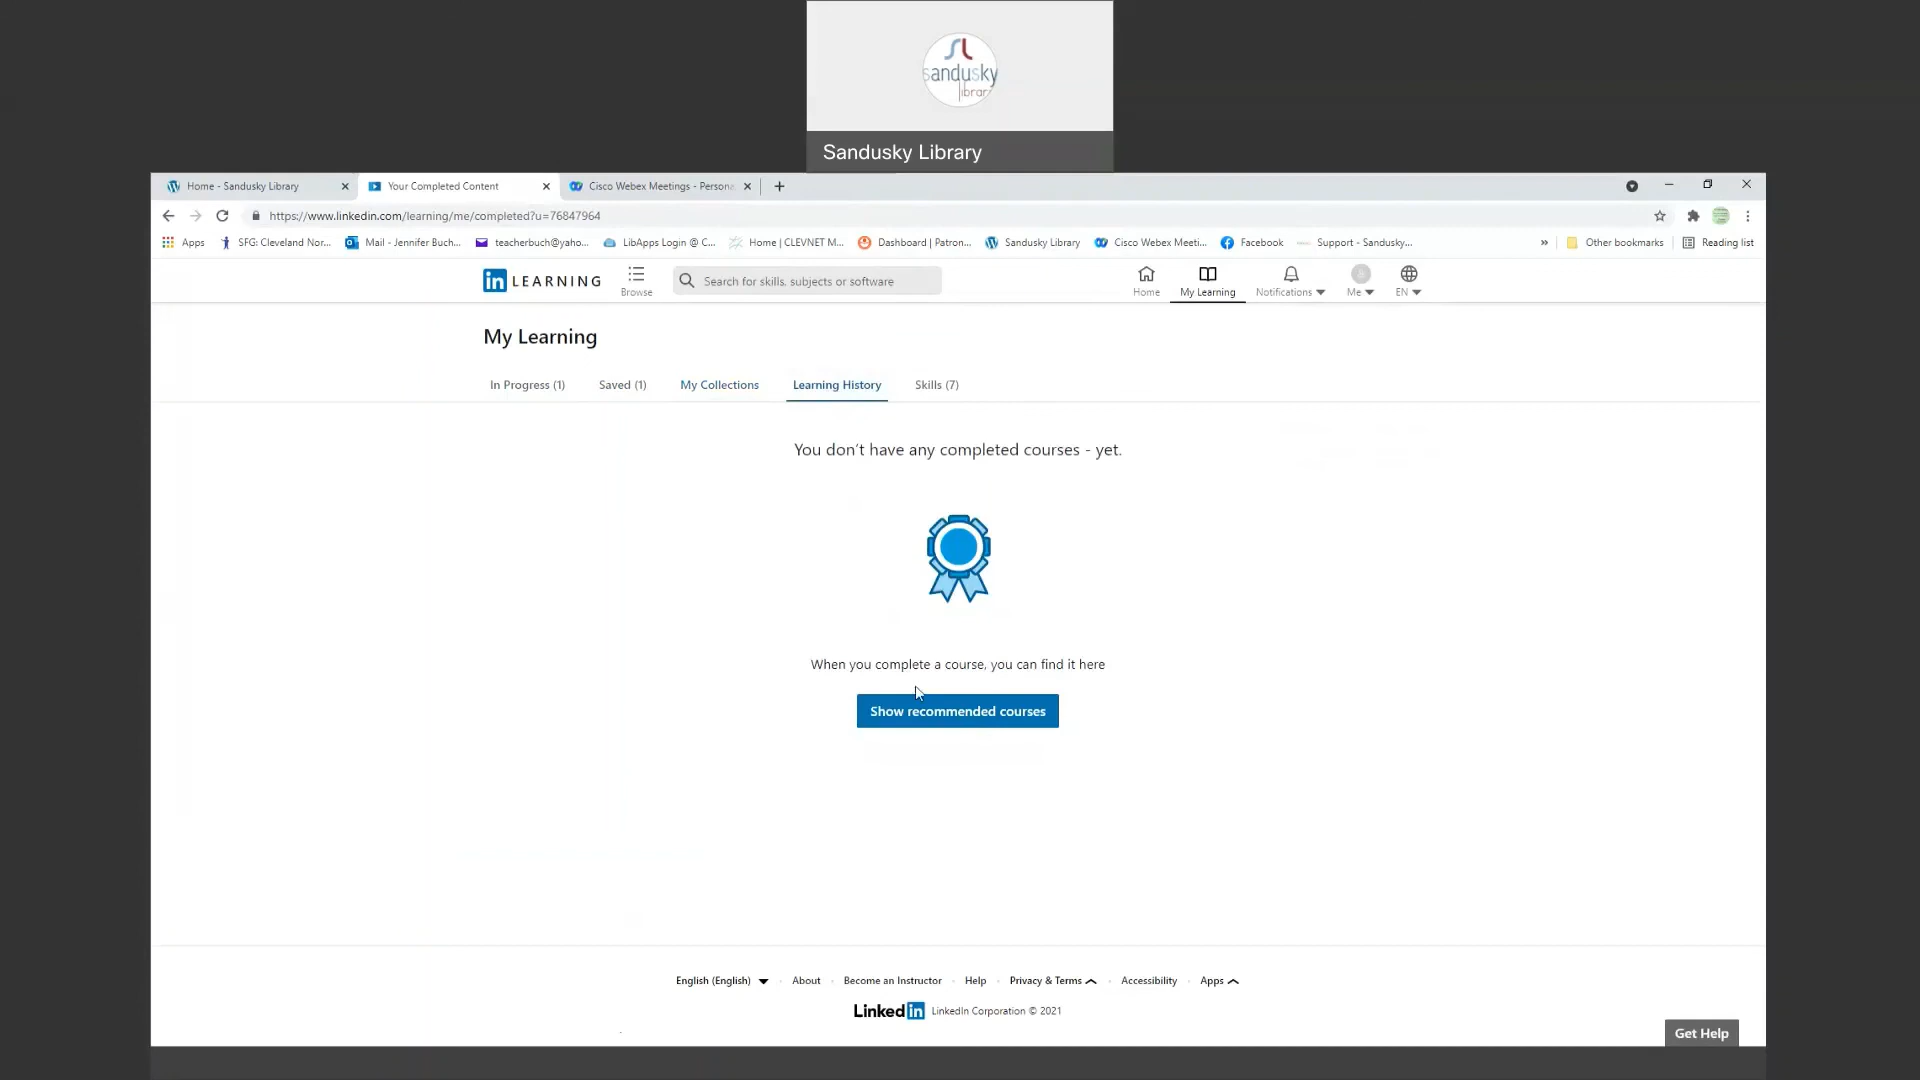 sandusky
library
Sandusky Library
Home - Sandusky Library
Your Completed Content
Cisco Webex Meetings - Persona
https://www.linkedin.com/learning/me/completed?u=76847964
Apps
SFG: Cleveland Nor...
Mail - Jennifer Buch...
teacherbuch@yaho...
LibApps Login @ C...
Home | CLEVNET M...
Dashboard | Patron...
Sandusky Library
Cisco Webex Meeti...
Facebook
Support - Sandusky...
»
Other bookmarks
Reading list
in LEARNING
Browse
Search for skills, subjects or software
Home
My Learning
Notifications
Me
EN
My Learning
In Progress (1)
Saved (1)
My Collections
Learning History
Skills (7)
You don't have any completed courses - yet.
When you complete a course, you can find it here
Show recommended courses
English (English)
About
Become an Instructor
Help
Privacy & Terms
Accessibility
Apps
Linkedin LinkedIn Corporation © 2021
Get Help